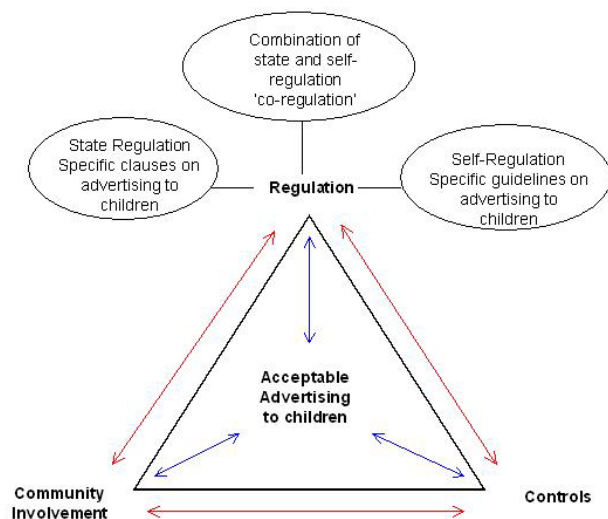 Combination of
state and self-
regulation
'co-regulation'
State Regulation
Specific clauses on
advertising to
children
Self-Regulation
Specific guidelines on
advertising to
children
Regulation
Acceptable
Advertising
to children
Community
Involvement
Controls